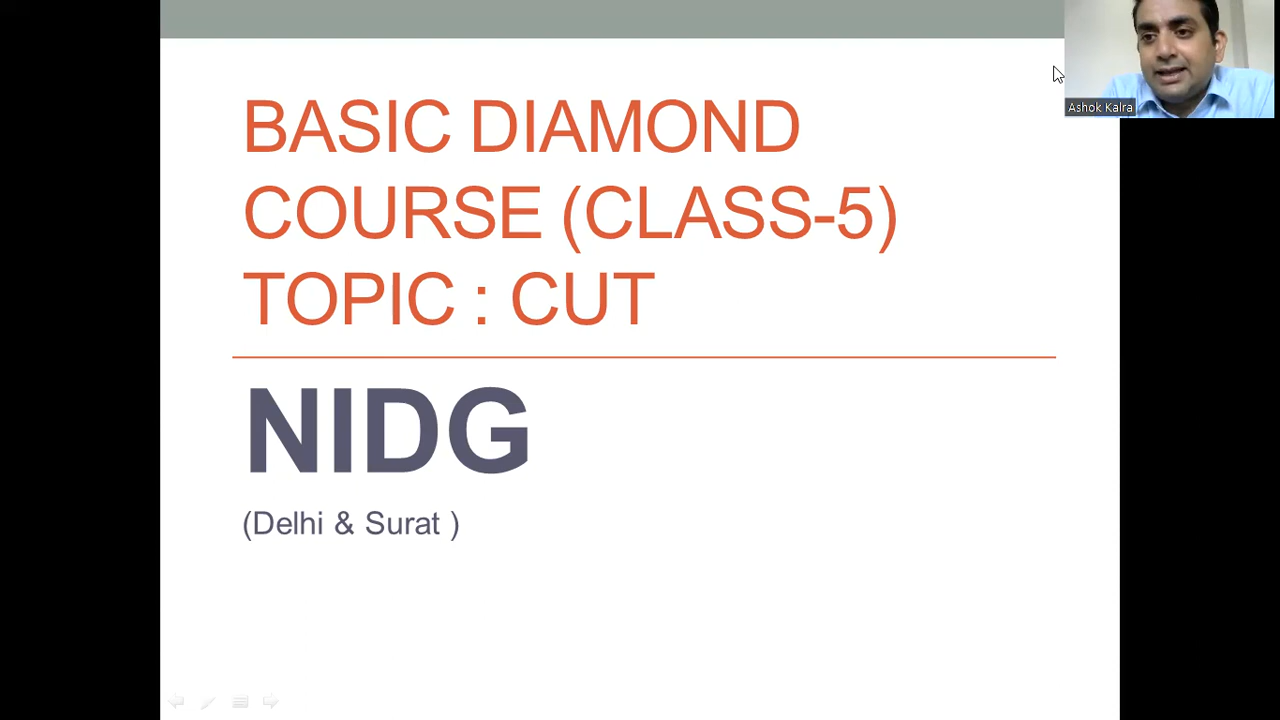 BASIC DIAMOND
COURSE (CLASS-5)
TOPIC : CUT
NIDG
(Delhi & Surat )
Ashok Kalra